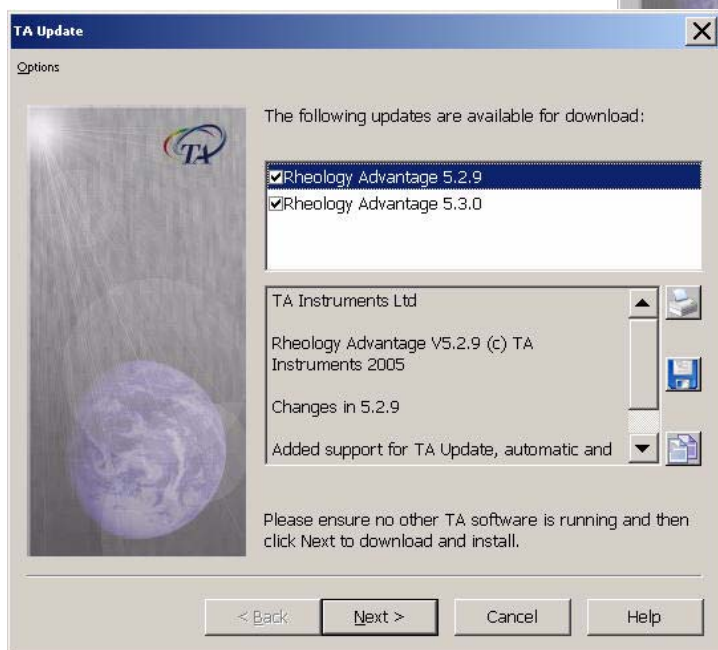 TA Update
Options
TA
The following updates are available for download:
Rheology Advantage 5.2.9
Rheology Advantage 5.3.0
TA Instruments Ltd
Rheology Advantage V5.2.9 (c) TA
Instruments 2005
Changes in 5.2.9
Added support for TA Update, automatic and
Please ensure no other TA software is running and then
click Next to download and install.
< Back
Next >
Cancel
Help